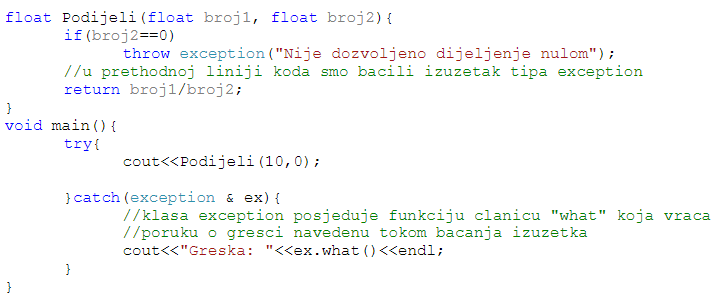 float Podijeli(float broj1, float broj2){
if(broj2==0)
throw exception("Nije dozvoljeno dijeljenje nulom");
//u prethodnoj liniji koda smo bacili izuzetak tipa exception
return broj1/broj2;
}
void main(){
try{
cout<<Podijeli(10,0);
}catch(exception & ex){
//klasa exception posjeduje funkciju clanicu "what" koja vraca
//poruku o gresci navedenu tokom bacanja izuzetka
cout<<"Greska: "<<ex.what()<<endl;
}
}